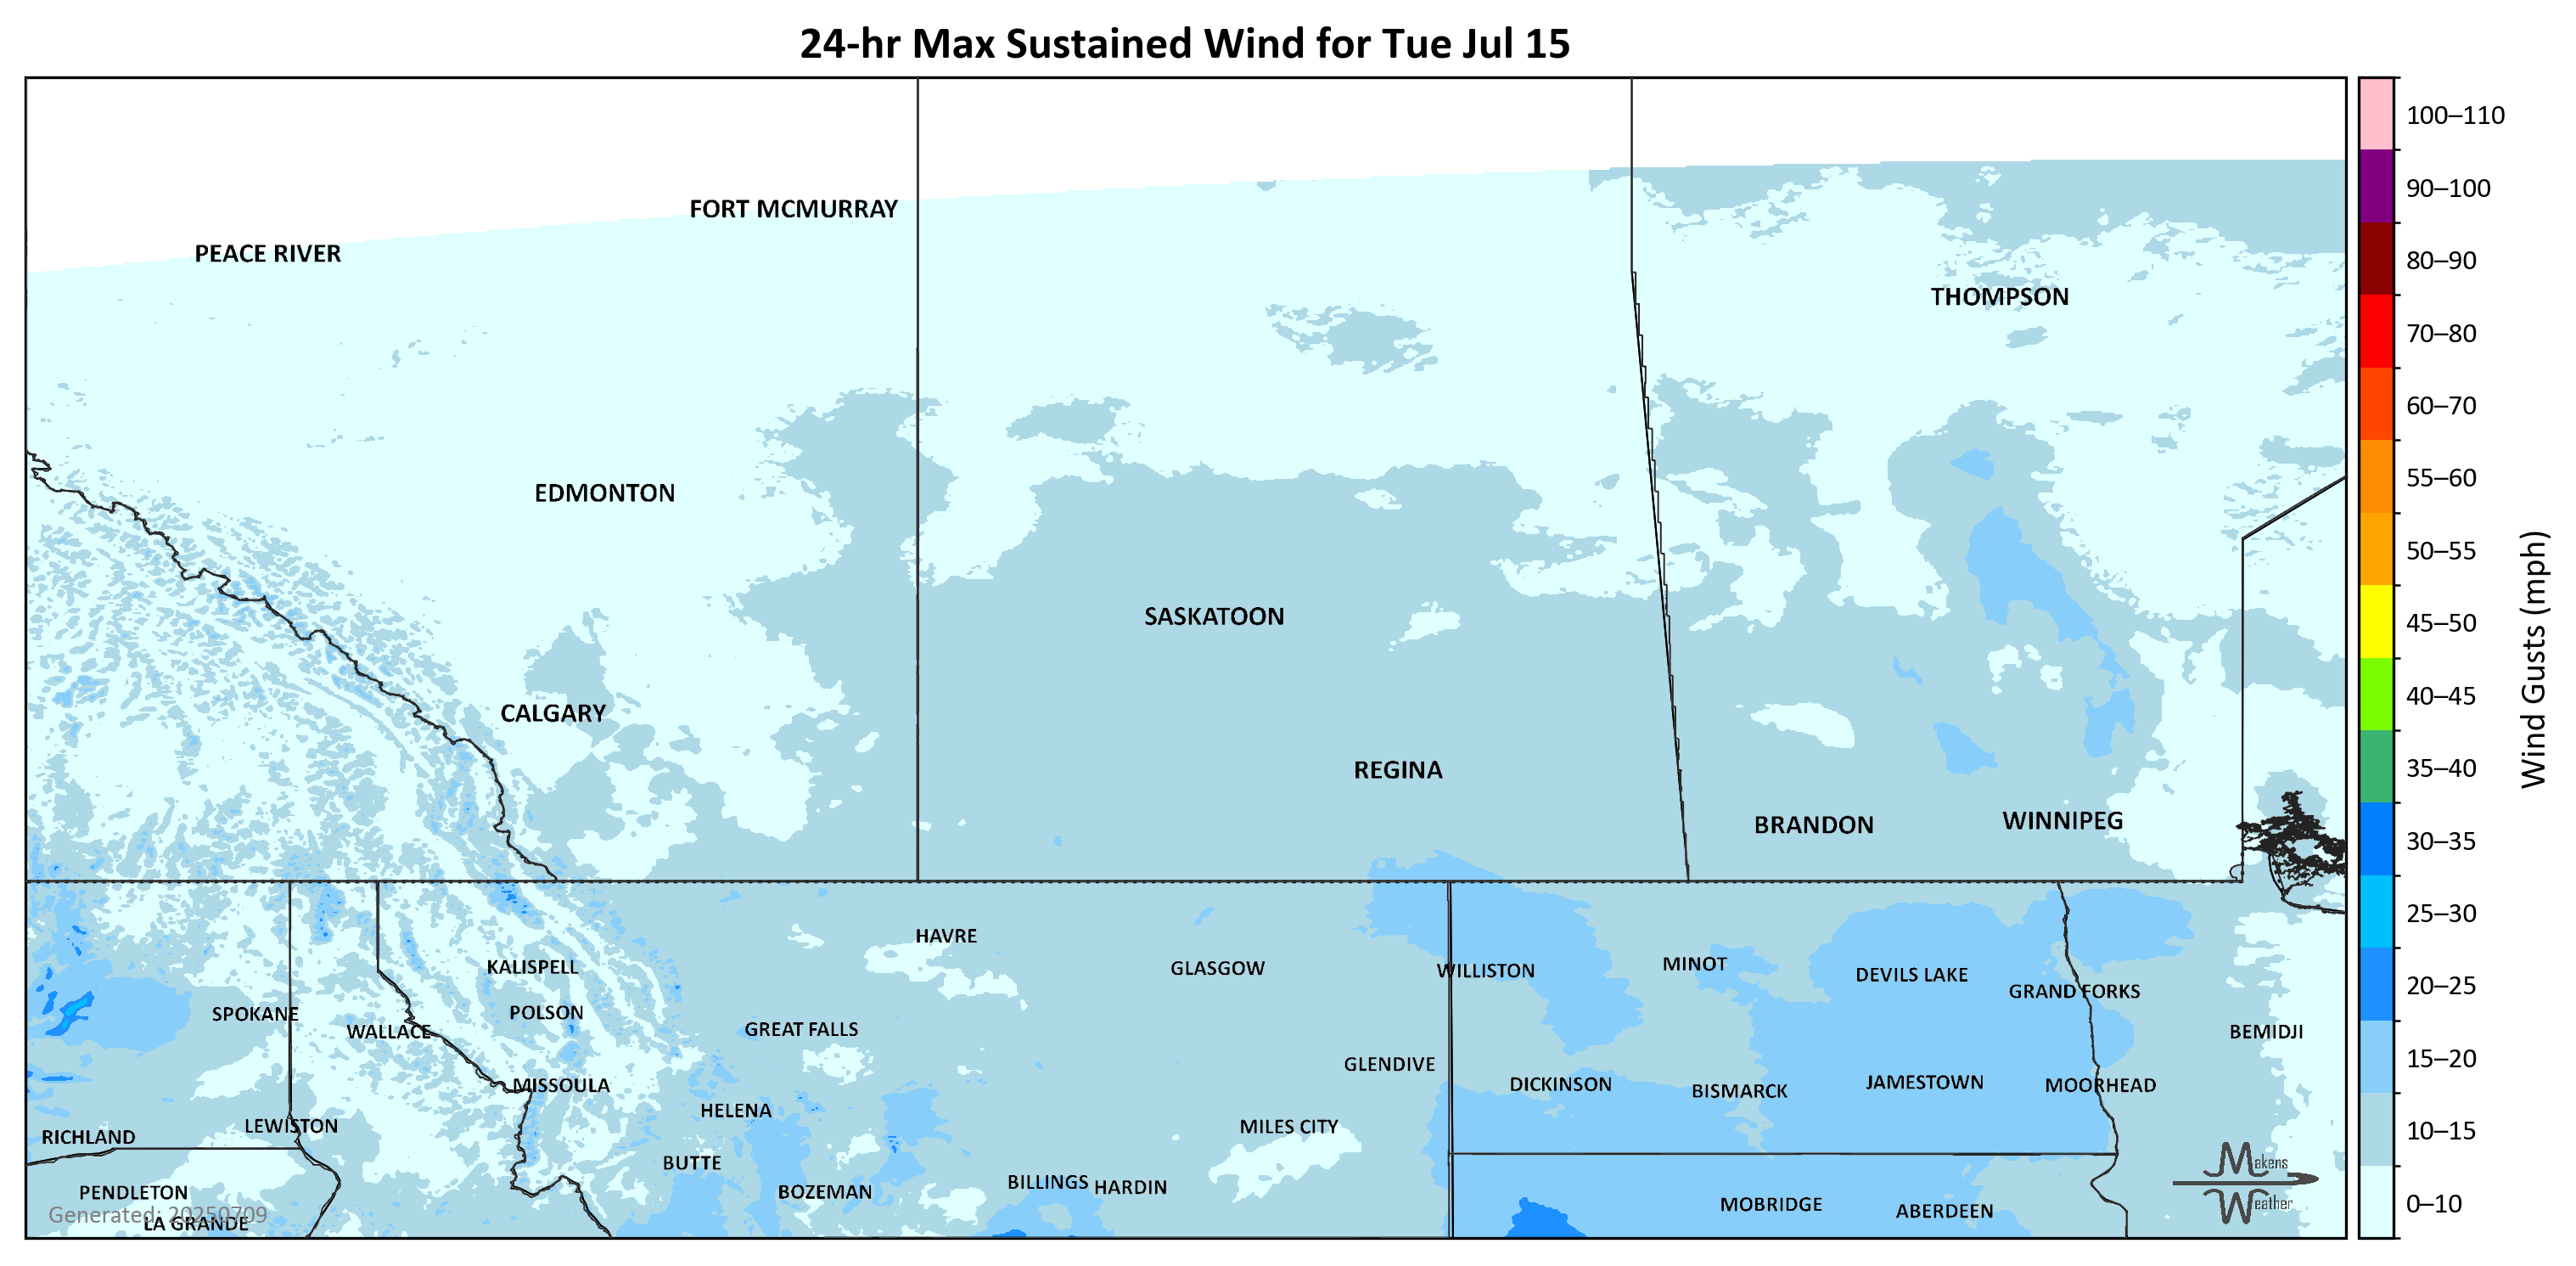 24-hr Max Sustained Wind for Tue Jul 15
100–110
90–100
FORT MCMURRAY
PEACE RIVER
80–90
THOMPSON
70–80
60–70
55–60
EDMONTON
50–55
SASKATOON
45–50
40–45
Wind Gusts (mph)
CALGARY
REGINA
35–40
WINNIPEG
BRANDON
30–35
25–30
HAVRE
MINOT
KALISPELL
GLASGOW
WILLISTON
DEVILS LAKE
20–25
GRAND FORKS
POLSON
SPOKANE
GREAT FALLS
WALLACE
BEMIDJI
15–20
GLENDIVE
MISSOULA
DICKINSON
JAMESTOWN
MOORHEAD
BISMARCK
HELENA
LEWISTON
MILES CITY
10–15
RICHLAND
BUTTE
Makens
Weather
PENDLETON
BOZEMAN
BILLINGS
HARDIN
MOBRIDGE
ABERDEEN
0–10
Generated: 20250709
LA GRANDE